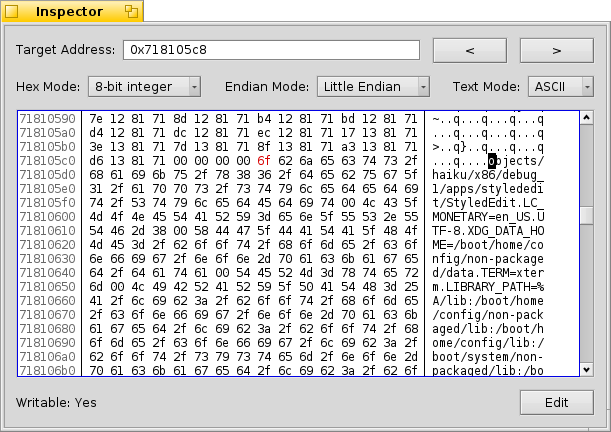 Inspector
Target Address: 0x718105c8 < >
Hex Mode: 8-bit integer Endian Mode: Little Endian Text Mode: ASCII
71810590 7e 12 81 71 8d 12 81 71 b4 12 81 71 bd 12 81 71 ~..q...q...q...q
718105a0 d4 12 81 71 dc 12 81 71 ec 12 81 71 17 13 81 71 ...q...q...q...q
718105b0 3e 13 81 71 7d 13 81 71 8f 13 81 71 a3 13 81 71 >..q}..q...q...q
718105c0 d6 13 81 71 00 00 00 00 6f 62 6a 65 63 74 73 2f ...q....objects/
718105d0 68 61 69 6b 75 2f 78 38 36 2f 64 65 62 75 67 5f haiku/x86/debug_
718105e0 31 2f 61 70 70 73 2f 73 74 79 6c 65 64 65 64 69 1/apps/stylededi
718105f0 74 2f 53 74 79 6c 65 64 45 64 69 74 00 4c 43 5f t/StyledEdit.LC_
71810600 4d 4f 4e 45 54 41 52 59 3d 65 6e 5f 55 53 2e 55 MONETARY=en_US.U
71810610 54 46 2d 38 00 58 44 47 5f 44 41 54 41 5f 48 4f TF-8.XDG_DATA_HO
71810620 4d 45 3d 2f 62 6f 6f 74 2f 68 6f 6d 65 2f 63 6f ME=/boot/home/co
71810630 6e 66 69 67 2f 6e 6f 6e 2d 70 61 63 6b 61 67 65 nfig/non-package
71810640 64 2f 64 61 74 61 00 54 45 52 4d 3d 78 74 65 72 d/data.TERM=xter
71810650 6d 00 4c 49 42 52 41 52 59 5f 50 41 54 48 3d 25 m.LIBRARY_PATH=%
71810660 41 2f 6c 69 62 3a 2f 62 6f 6f 74 2f 68 6f 6d 65 A/lib:/boot/home
71810670 2f 63 6f 6e 66 69 67 2f 6e 6f 6e 2d 70 61 63 6b /config/non-pack
71810680 61 67 65 64 2f 6c 69 62 3a 2f 62 6f 6f 74 2f 68 aged/lib:/boot/h
71810690 6f 6d 65 2f 63 6f 6e 66 69 67 2f 6c 69 62 3a 2f ome/config/lib:/
718106a0 62 6f 6f 74 2f 73 79 73 74 65 6d 2f 6e 6f 6e 2d boot/system/non-
718106b0 70 61 63 6b 61 67 65 64 2f 6c 69 62 3a 2f 62 6f packaged/lib:/bo
Writable: Yes Edit